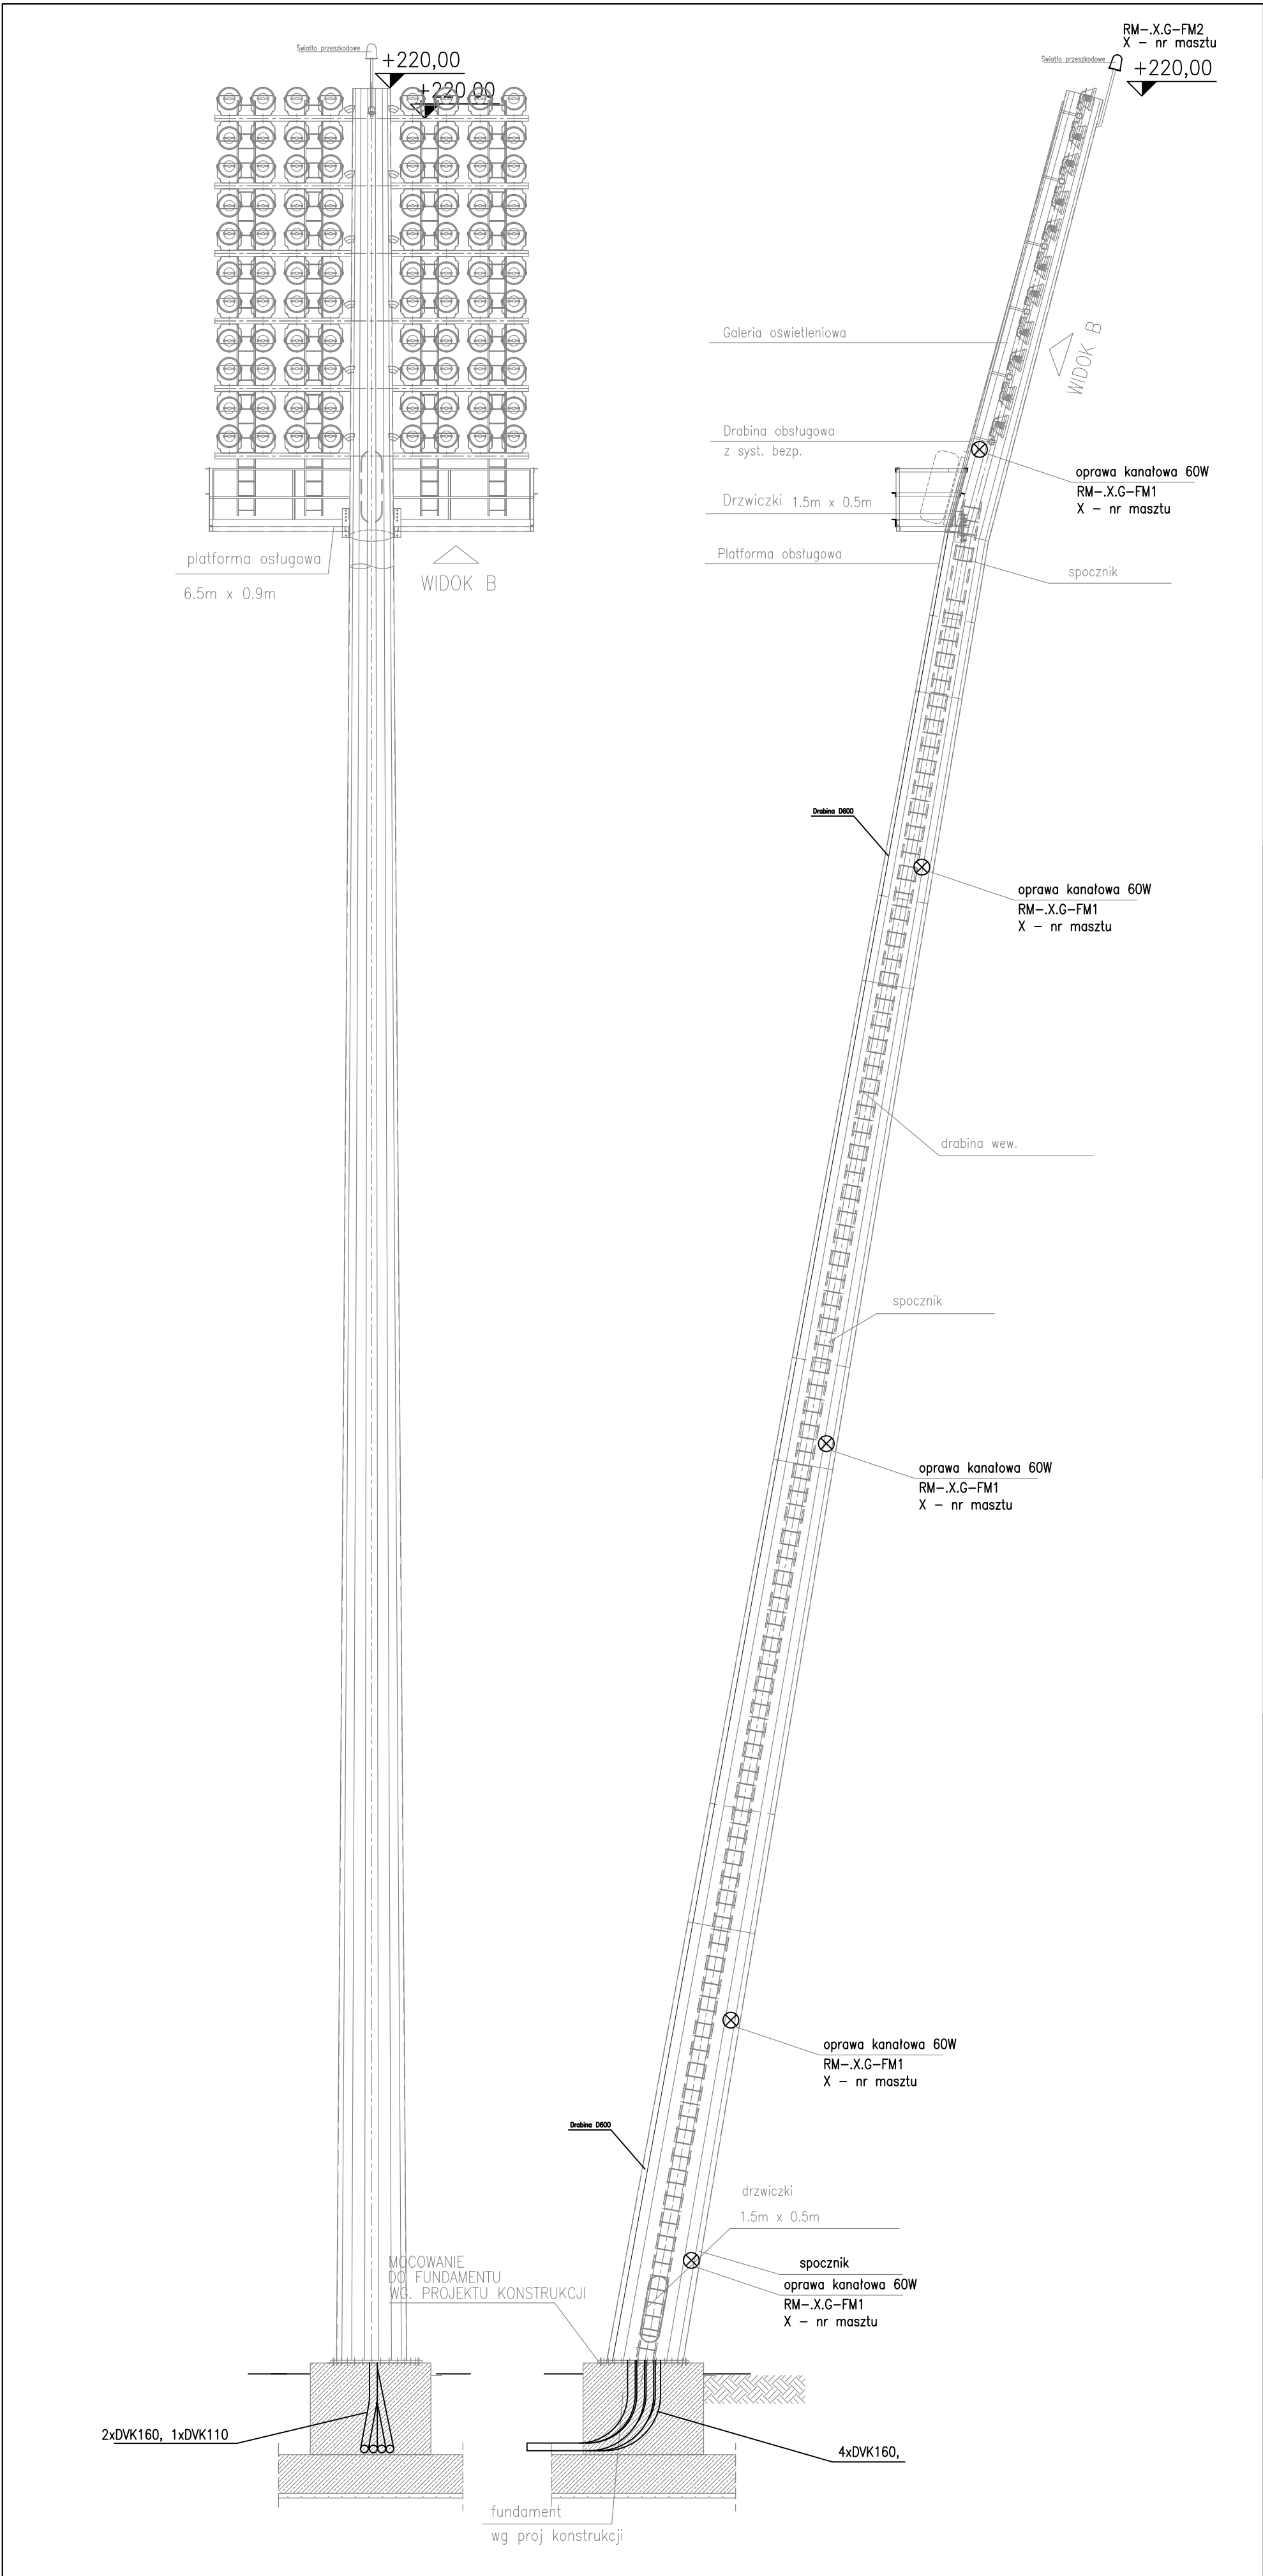 Światło przeszkodowe
+220,00
+220,00
platforma osługowa
6.5m x 0.9m
WIDOK B
RM-.X.G-FM2
X - nr masztu
Światło przeszkodowe
+220,00
Galeria oświetleniowa
WIDOK B
Drabina obsługowa
z syst. bezp.
oprawa kanałowa 60W
RM-.X.G-FM1
X - nr masztu
Drzwiczki 1.5m x 0.5m
Platforma obsługowa
spocznik
Drabina D600
oprawa kanałowa 60W
RM-.X.G-FM1
X - nr masztu
drabina wew.
spocznik
oprawa kanałowa 60W
RM-.X.G-FM1
X - nr masztu
oprawa kanałowa 60W
RM-.X.G-FM1
X - nr masztu
Drabina D600
drzwiczki
1.5m x 0.5m
MOCOWANIE
DO FUNDAMENTU
WG. PROJEKTU KONSTRUKCJI
spocznik
oprawa kanałowa 60W
RM-.X.G-FM1
X - nr masztu
2xDVK160, 1xDVK110
4xDVK160,
fundament
wg proj konstrukcji